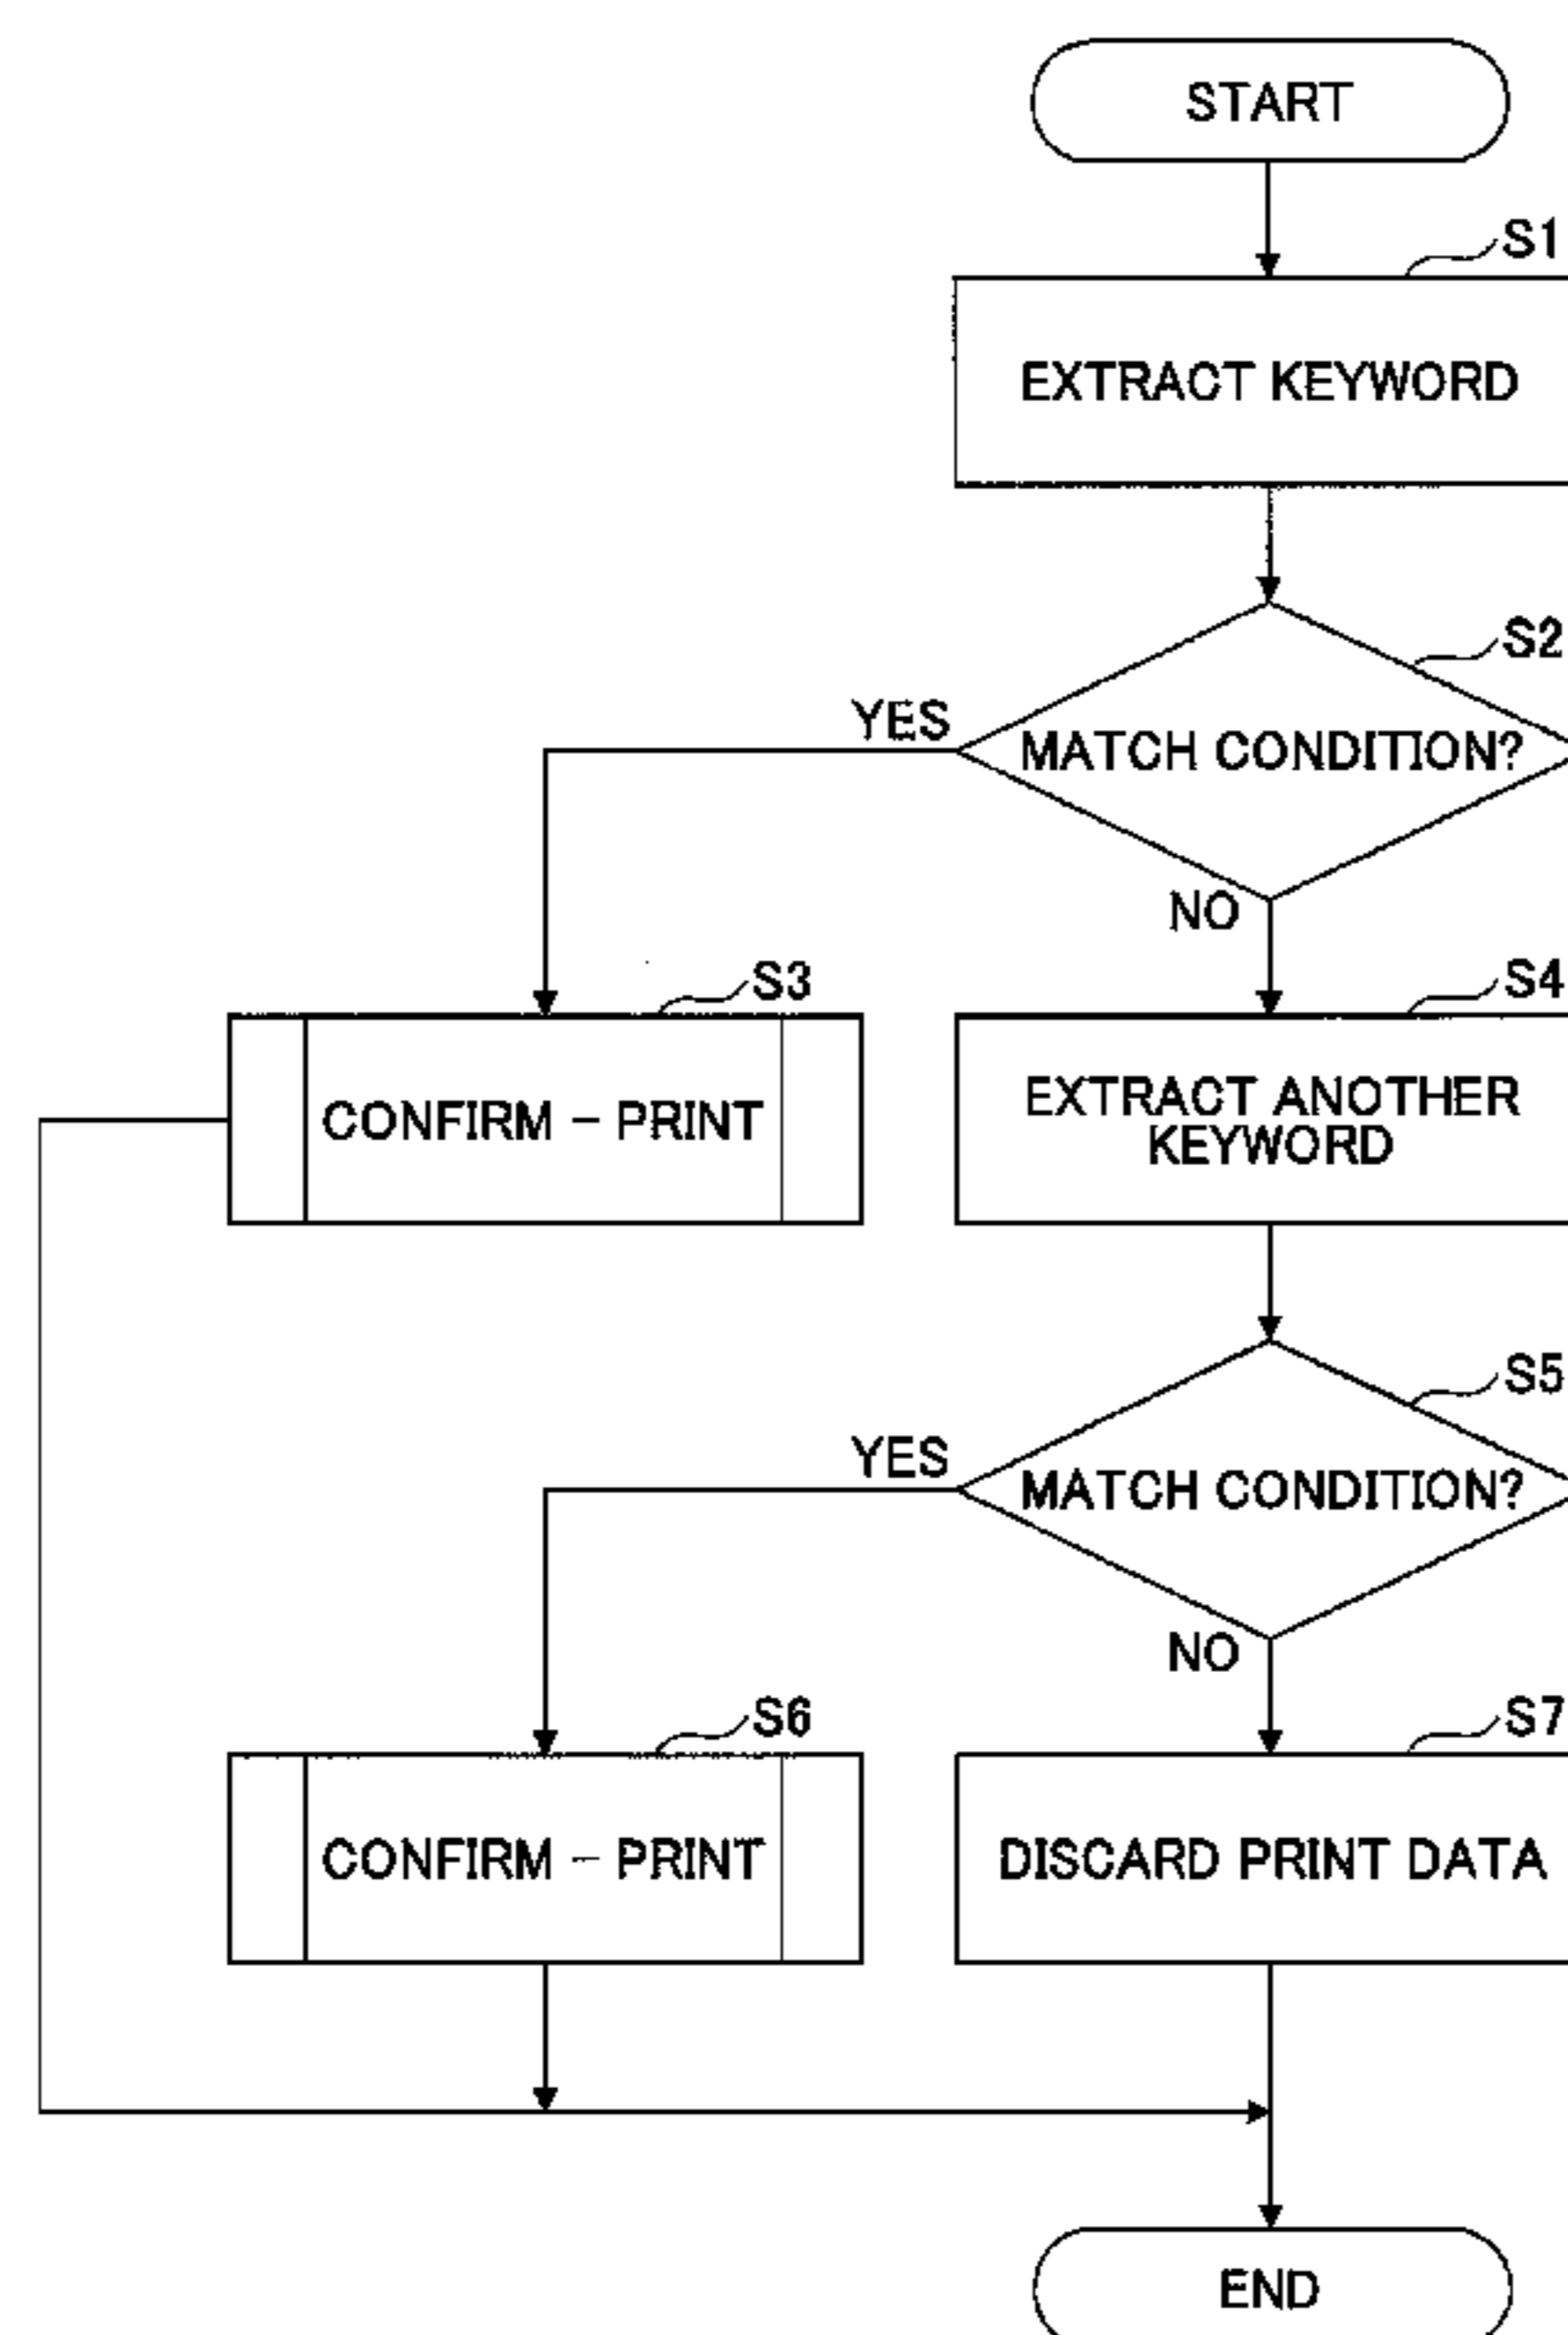 START
S1
EXTRACT KEYWORD
S2
YES
MATCH CONDITION?
NO
S3
S4
CONFIRM - PRINT
EXTRACT ANOTHER
KEYWORD
S5
YES
MATCH CONDITION?
NO
S6
S7
CONFIRM - PRINT
DISCARD PRINT DATA
END